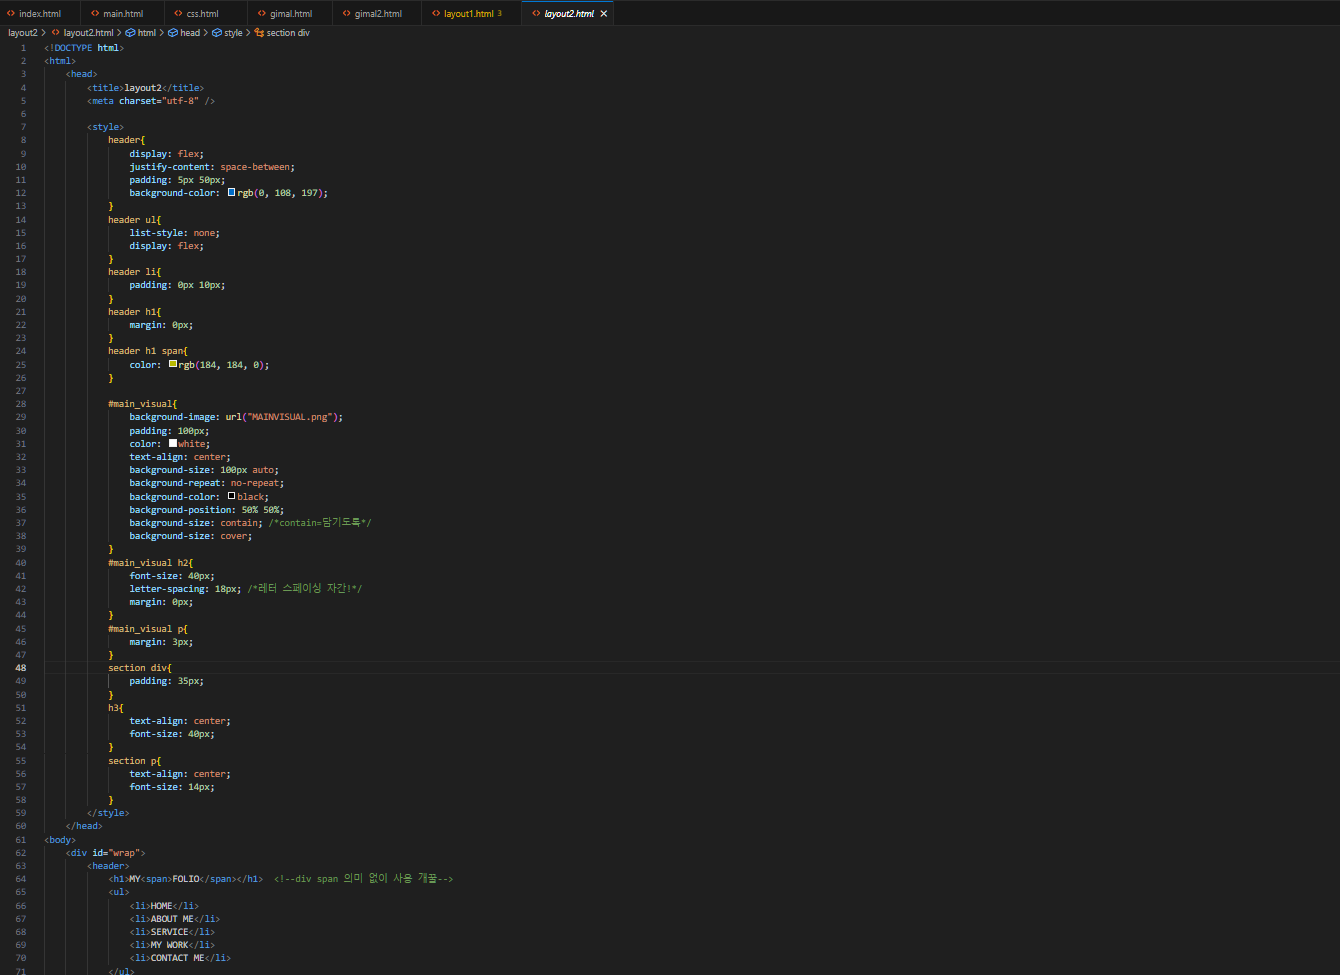 index.html main.html css.html gimal.html gimal2.html layout1.html 3 layout2.html
layout2 > layout2.html > html > head > style > section div
1 <!DOCTYPE html>
2 <html>
3 <head>
4 <title>layout2</title>
5 <meta charset="utf-8" />
6
7 <style>
8 header{
9 display: flex;
10 justify-content: space-between;
11 padding: 5px 50px;
12 background-color: rgb(0, 108, 197);
13 }
14 header ul{
15 list-style: none;
16 display: flex;
17 }
18 header li{
19 padding: 0px 10px;
20 }
21 header h1{
22 margin: 0px;
23 }
24 header h1 span{
25 color: rgb(184, 184, 0);
26 }
27
28 #main_visual{
29 background-image: url("MAINVISUAL.png");
30 padding: 100px;
31 color: white;
32 text-align: center;
33 background-size: 100px auto;
34 background-repeat: no-repeat;
35 background-color: black;
36 background-position: 50% 50%;
37 background-size: contain; /*contain=담기도록*/
38 background-size: cover;
39 }
40 #main_visual h2{
41 font-size: 40px;
42 letter-spacing: 18px; /*레터 스페이싱 자간!*/
43 margin: 0px;
44 }
45 #main_visual p{
46 margin: 3px;
47 }
48 section div{
49 padding: 35px;
50 }
51 h3{
52 text-align: center;
53 font-size: 40px;
54 }
55 section p{
56 text-align: center;
57 font-size: 14px;
58 }
59 </style>
60 </head>
61 <body>
62 <div id="wrap">
63 <header>
64 <h1>MY<span>FOLIO</span></h1> <!--div span 의미 없이 사용 개꿀-->
65 <ul>
66 <li>HOME</li>
67 <li>ABOUT ME</li>
68 <li>SERVICE</li>
69 <li>MY WORK</li>
70 <li>CONTACT ME</li>
71 </ul>